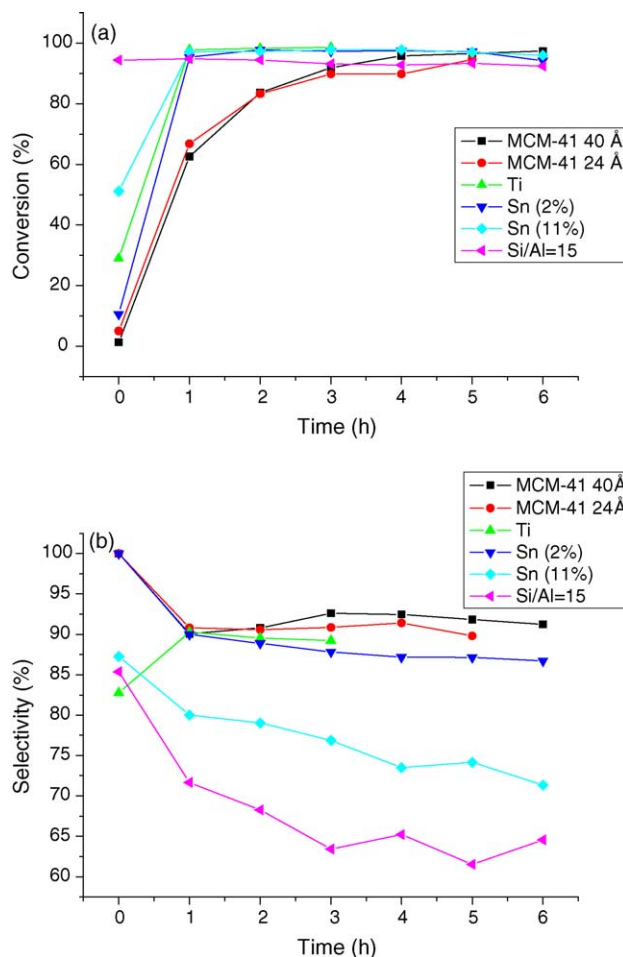 (a)
100
80
60
40
20
0
Conversion (%)
MCM-41 40 Å
MCM-41 24 Å
Ti
Sn (2%)
Sn (11%)
Si/Al=15
0 1 2 3 4 5 6
Time (h)
(b)
MCM-41 40Å
MCM-41 24Å
Ti
Sn (2%)
Sn (11%)
Si/Al=15
100
95
90
85
80
75
70
65
60
Selectivity (%)
0 1 2 3 4 5 6
Time (h)